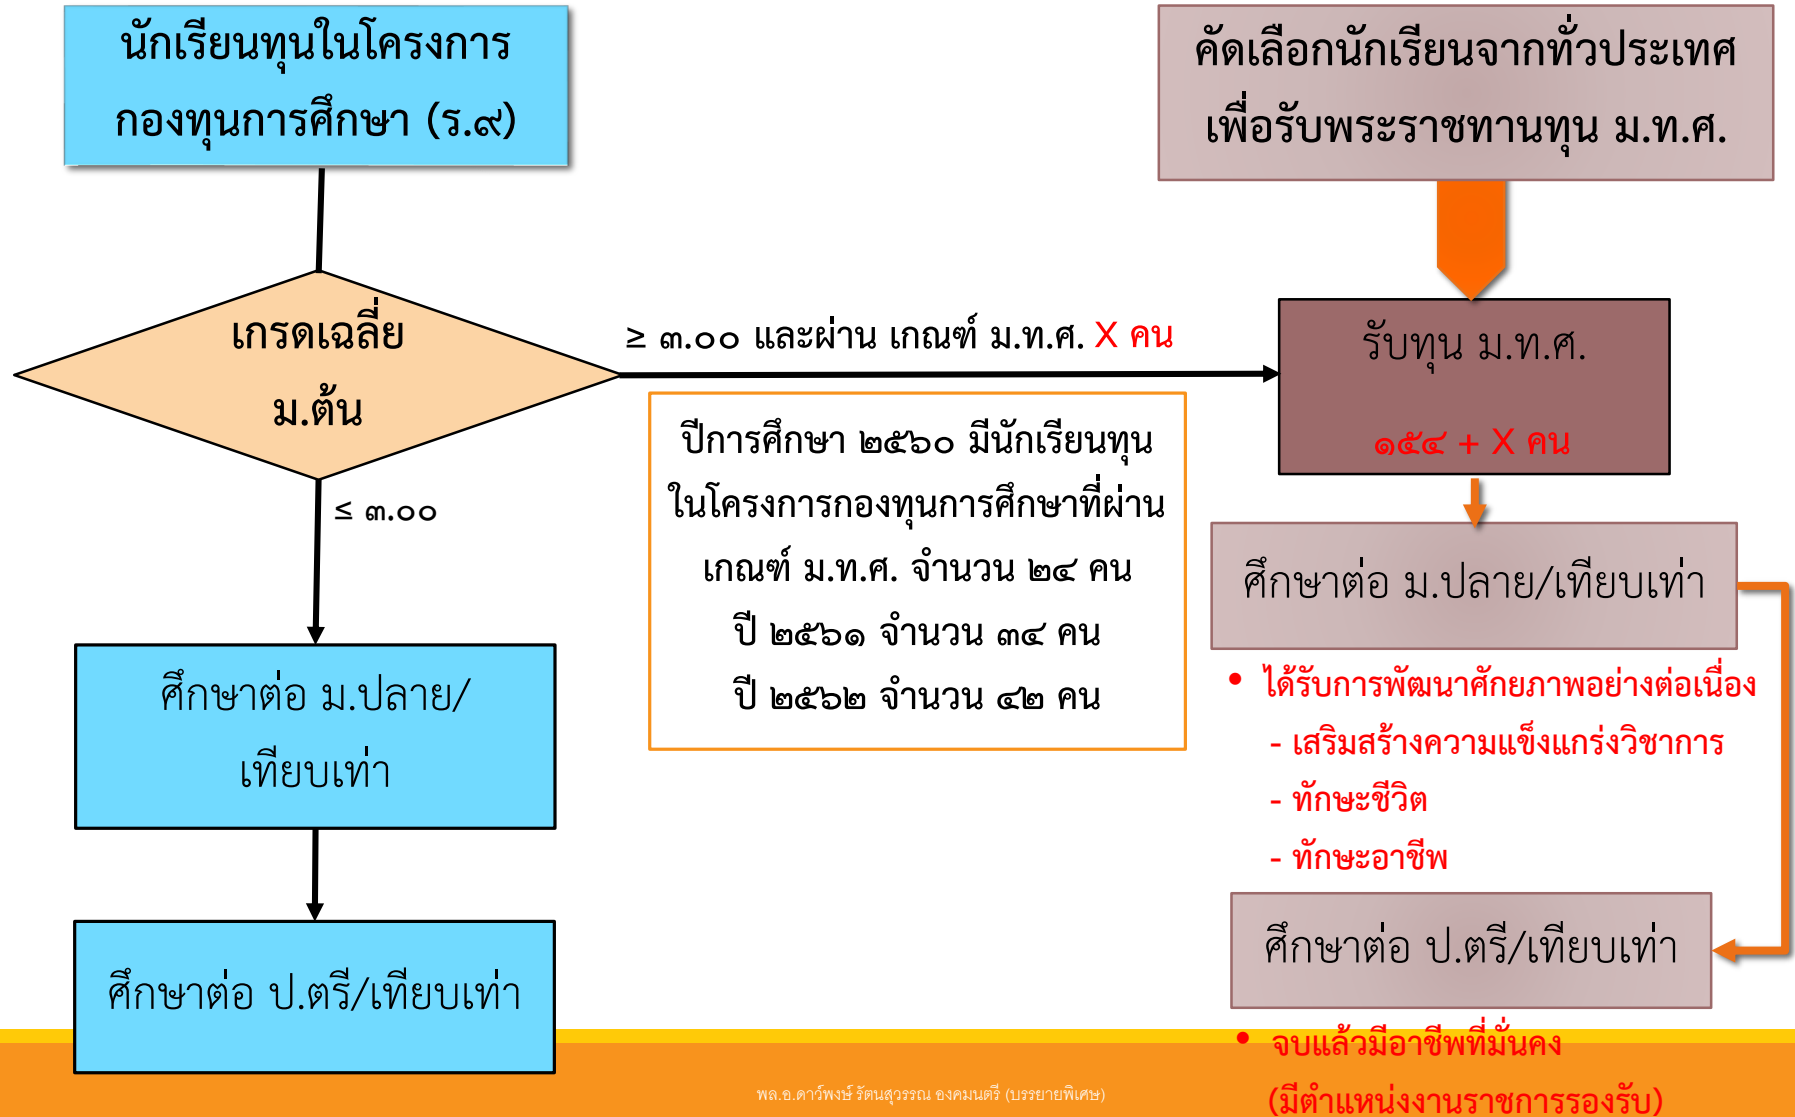 นักเรียนทุนในโครงการ
กองทุนการศึกษา (ร.๙)
คัดเลือกนักเรียนจากทั่วประเทศ
เพื่อรับพระราชทานทุน ม.ท.ศ.
เกรดเฉลี่ย
ม.ต้น
≥ ๓.๐๐ และผ่าน เกณฑ์ ม.ท.ศ. X คน
รับทุน ม.ท.ศ.
๑๕๔ + X คน
≤ ๓.๐๐
ปีการศึกษา ๒๕๖๐ มีนักเรียนทุน
ในโครงการกองทุนการศึกษาที่ผ่าน
เกณฑ์ ม.ท.ศ. จำนวน ๒๔ คน
ปี ๒๕๖๑ จำนวน ๓๔ คน
ปี ๒๕๖๒ จำนวน ๔๒ คน
ศึกษาต่อ ม.ปลาย/
เทียบเท่า
ศึกษาต่อ ป.ตรี/เทียบเท่า
ศึกษาต่อ ม.ปลาย/เทียบเท่า
• ได้รับการพัฒนาศักยภาพอย่างต่อเนื่อง
- เสริมสร้างความแข็งแกร่งวิชาการ
- ทักษะชีวิต
- ทักษะอาชีพ
ศึกษาต่อ ป.ตรี/เทียบเท่า
• จบแล้วมีอาชีพที่มั่นคง
(มีตำแหน่งงานราชการรองรับ)
พล.อ.ดาว์พงษ์ รัตนสุวรรณ องคมนตรี (บรรยายพิเศษ)